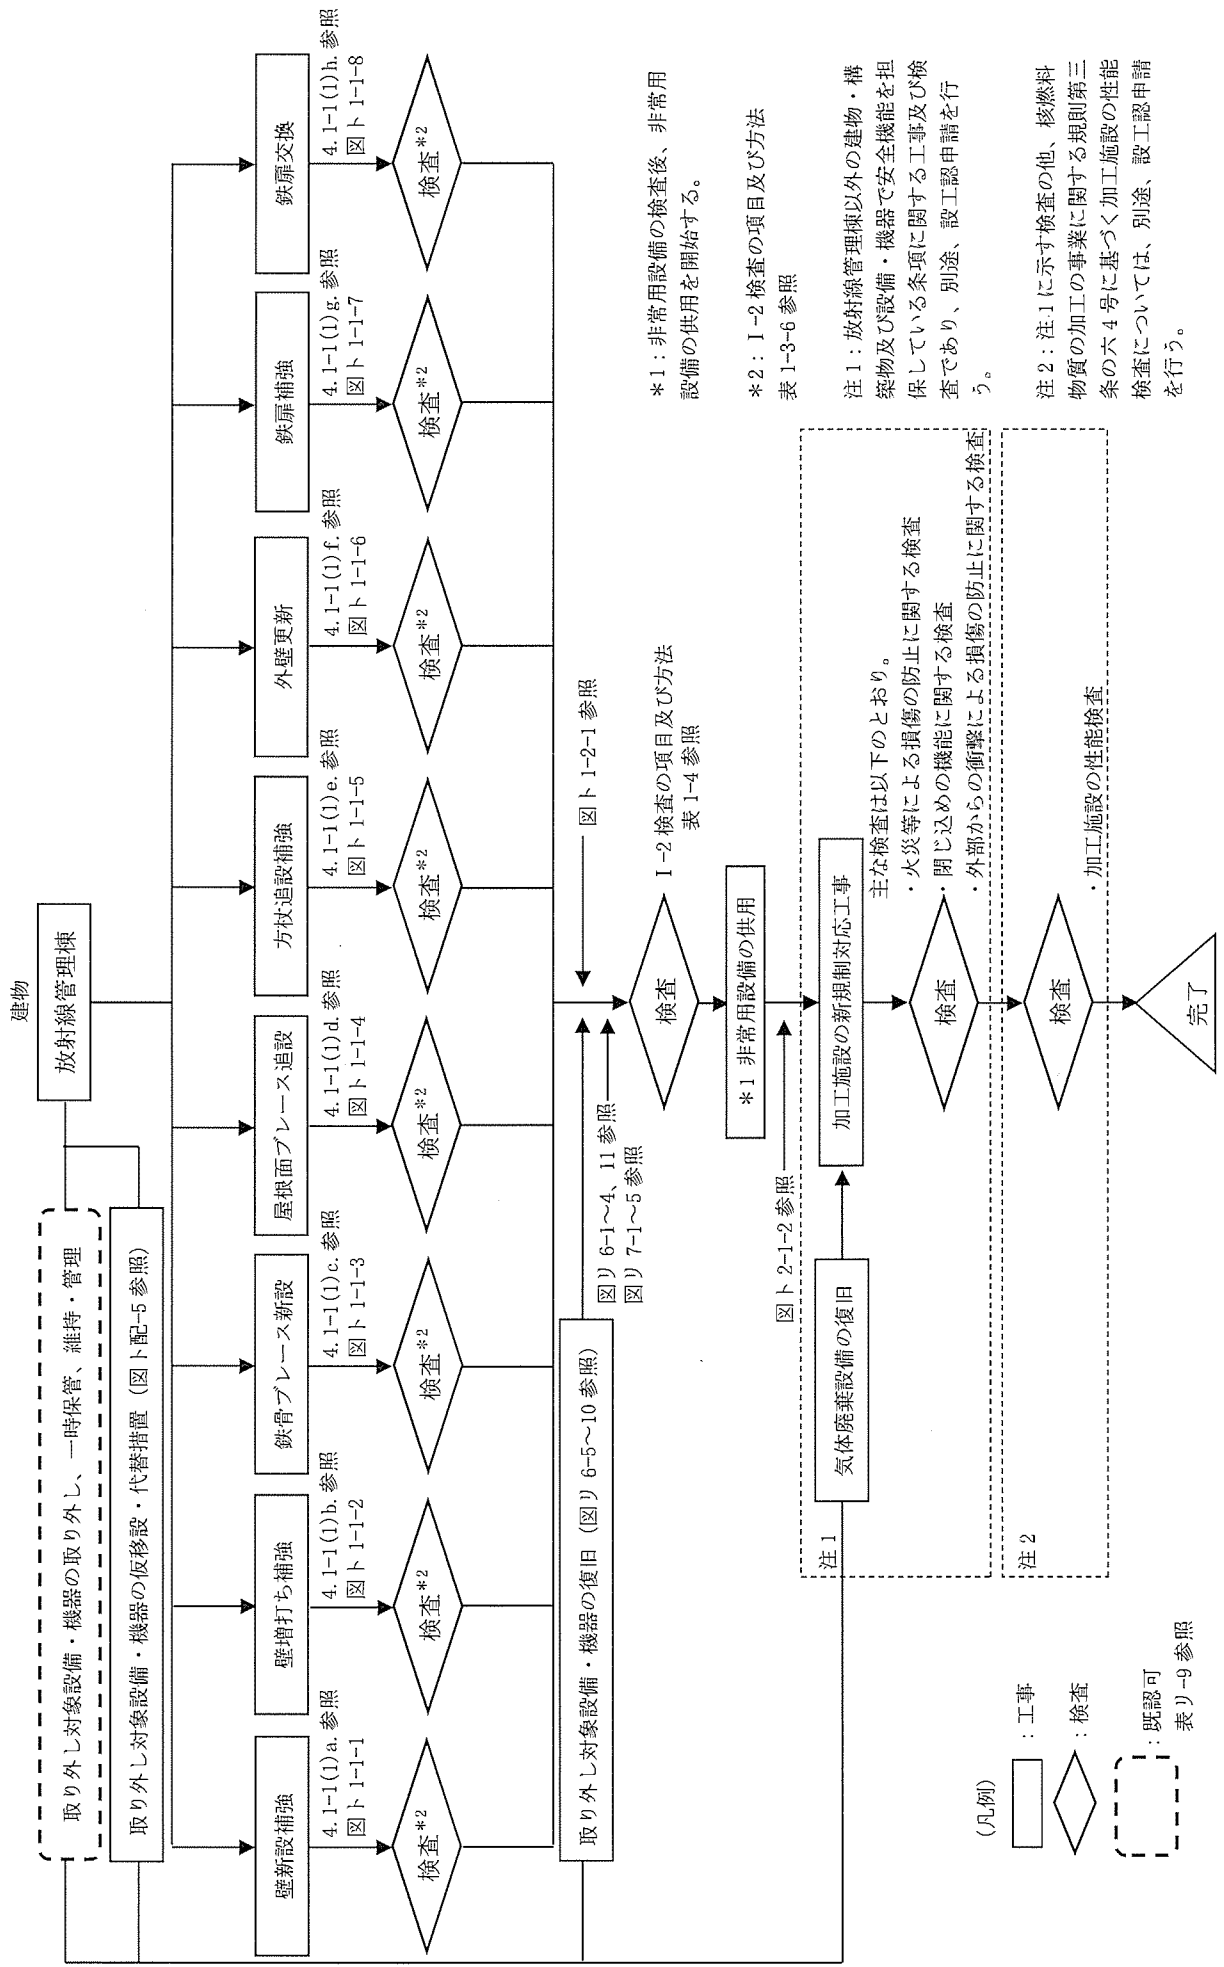 建物
放射線管理棟
取り外し対象設備・機器の取り外し、一時保管、維持・管理
取り外し対象設備・機器の仮移設・代替措置（図ト配-5 参照）
壁新設補強
壁増打ち補強
鉄骨ブレース新設
屋根面ブレース追設
方杖追設補強
外壁更新
鉄扉補強
鉄扉交換
4.1-1(1)a. 参照
図ト1-1-1
4.1-1(1)b. 参照
図ト1-1-2
4.1-1(1)c. 参照
図ト1-1-3
4.1-1(1)d. 参照
図ト1-1-4
4.1-1(1)e. 参照
図ト1-1-5
4.1-1(1)f. 参照
図ト1-1-6
4.1-1(1)g. 参照
図ト1-1-7
4.1-1(1)h. 参照
図ト1-1-8
検査*2
検査*2
検査*2
検査*2
検査*2
検査*2
検査*2
検査*2
取り外し対象設備・機器の復旧（図リ6-5～10 参照）
図ト1-2-1 参照
図リ6-1～4、11 参照
図リ7-1～5 参照
検査
Ⅰ-2 検査の項目及び方法
表1-4 参照
*1 非常用設備の供用
図ト2-1-2 参照
注1
気体廃棄設備の復旧
加工施設の新規制対応工事
主な検査は以下のとおり。
・火災等による損傷の防止に関する検査
・閉じ込めの機能に関する検査
・外部からの衝撃による損傷の防止に関する検査
検査
注2
検査
・加工施設の性能検査
完了
*1：非常用設備の検査後、非常用
設備の供用を開始する。
*2：Ⅰ-2 検査の項目及び方法
表1-3-6 参照
注1：放射線管理棟以外の建物・構
築物及び設備・機器で安全機能を担
保している条項に関する工事及び検
査であり、別途、設工認申請を行
う。
注2：注1に示す検査の他、核燃料
物質の加工の事業に関する規則第三
条の六4号に基づく加工施設の性能
検査については、別途、設工認申請
を行う。
(凡例)
：工事
：検査
：既認可
表リ-9 参照